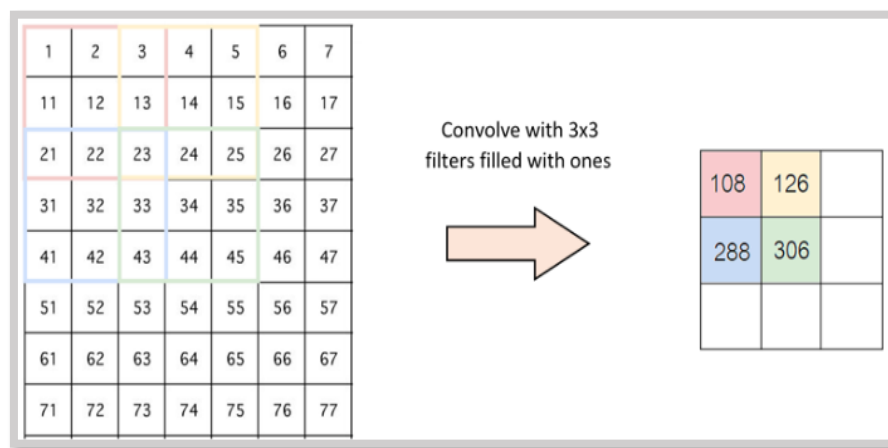 1 2 3 4 5 6 7
11 12 13 14 15 16 17
21 22 23 24 25 26 27
31 32 33 34 35 36 37
41 42 43 44 45 46 47
51 52 53 54 55 56 57
61 62 63 64 65 66 67
71 72 73 74 75 76 77
Convolve with 3x3
filters filled with ones
108 126
288 306